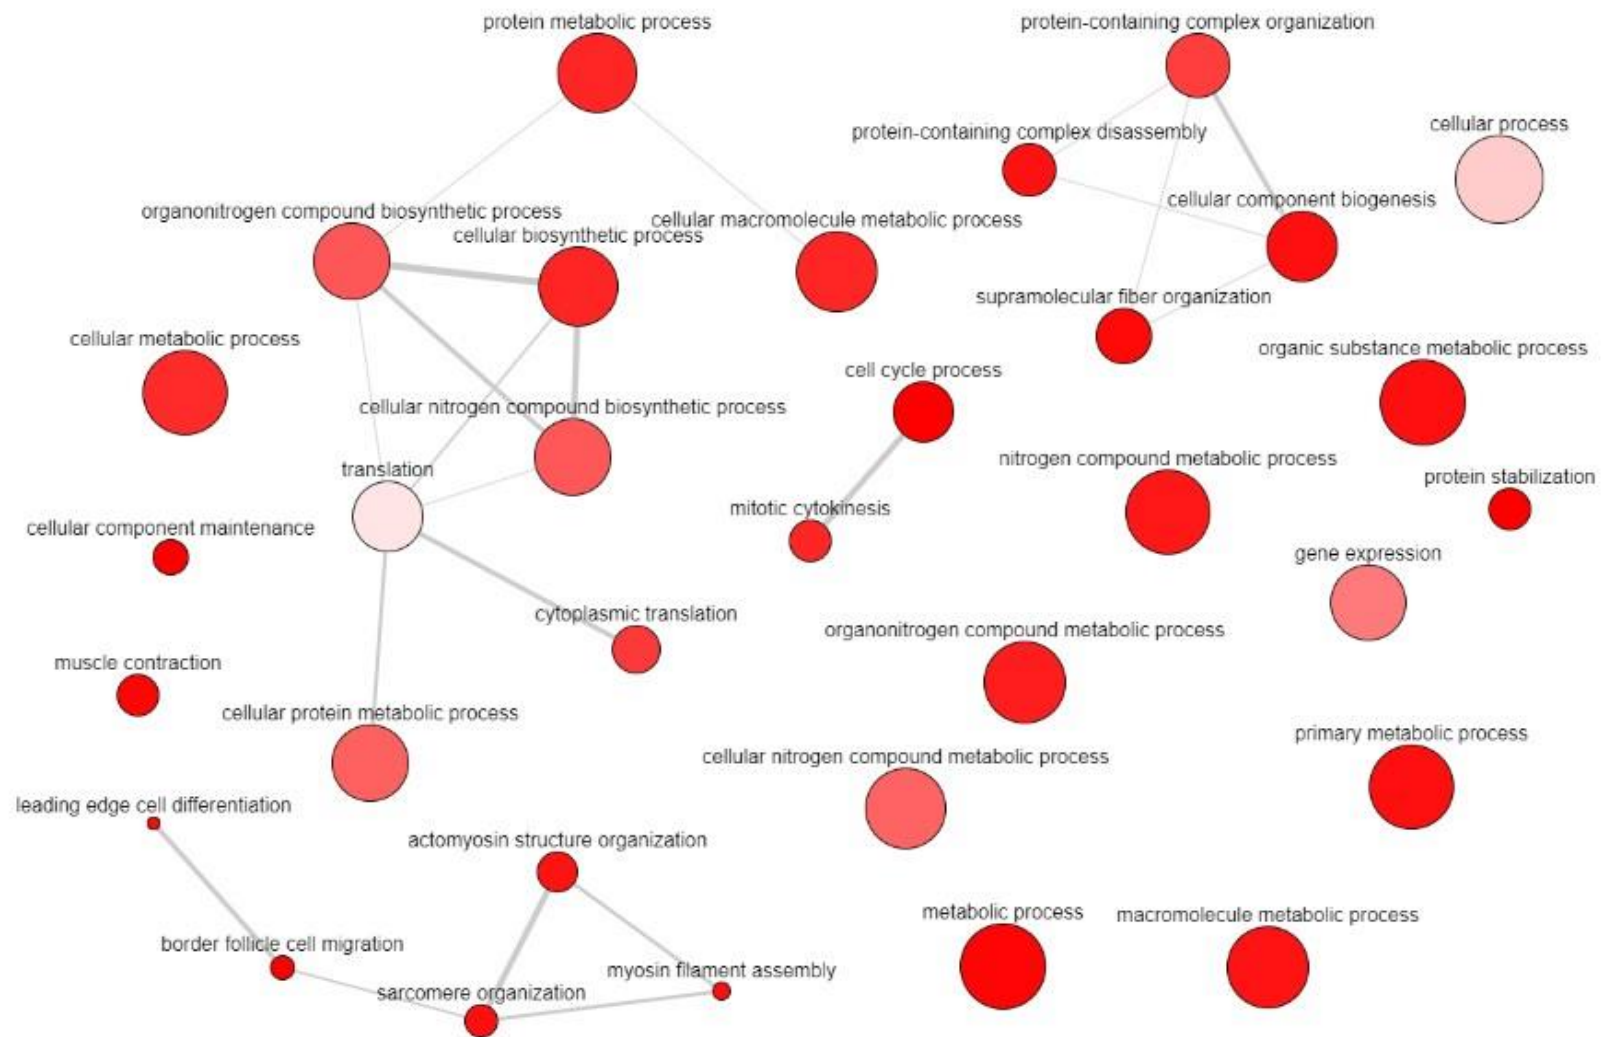 protein metabolic process
protein-containing complex organization
cellular process
protein-containing complex disassembly
cellular component biogenesis
organonitrogen compound biosynthetic process
cellular macromolecule metabolic process
cellular biosynthetic process
supramolecular fiber organization
cellular metabolic process
organic substance metabolic process
cell cycle process
cellular nitrogen compound biosynthetic process
nitrogen compound metabolic process
translation
protein stabilization
mitotic cytokinesis
cellular component maintenance
gene expression
cytoplasmic translation
organonitrogen compound metabolic process
muscle contraction
cellular protein metabolic process
primary metabolic process
cellular nitrogen compound metabolic process
leading edge cell differentiation
actomyosin structure organization
metabolic process
macromolecule metabolic process
border follicle cell migration
myosin filament assembly
sarcomere organization